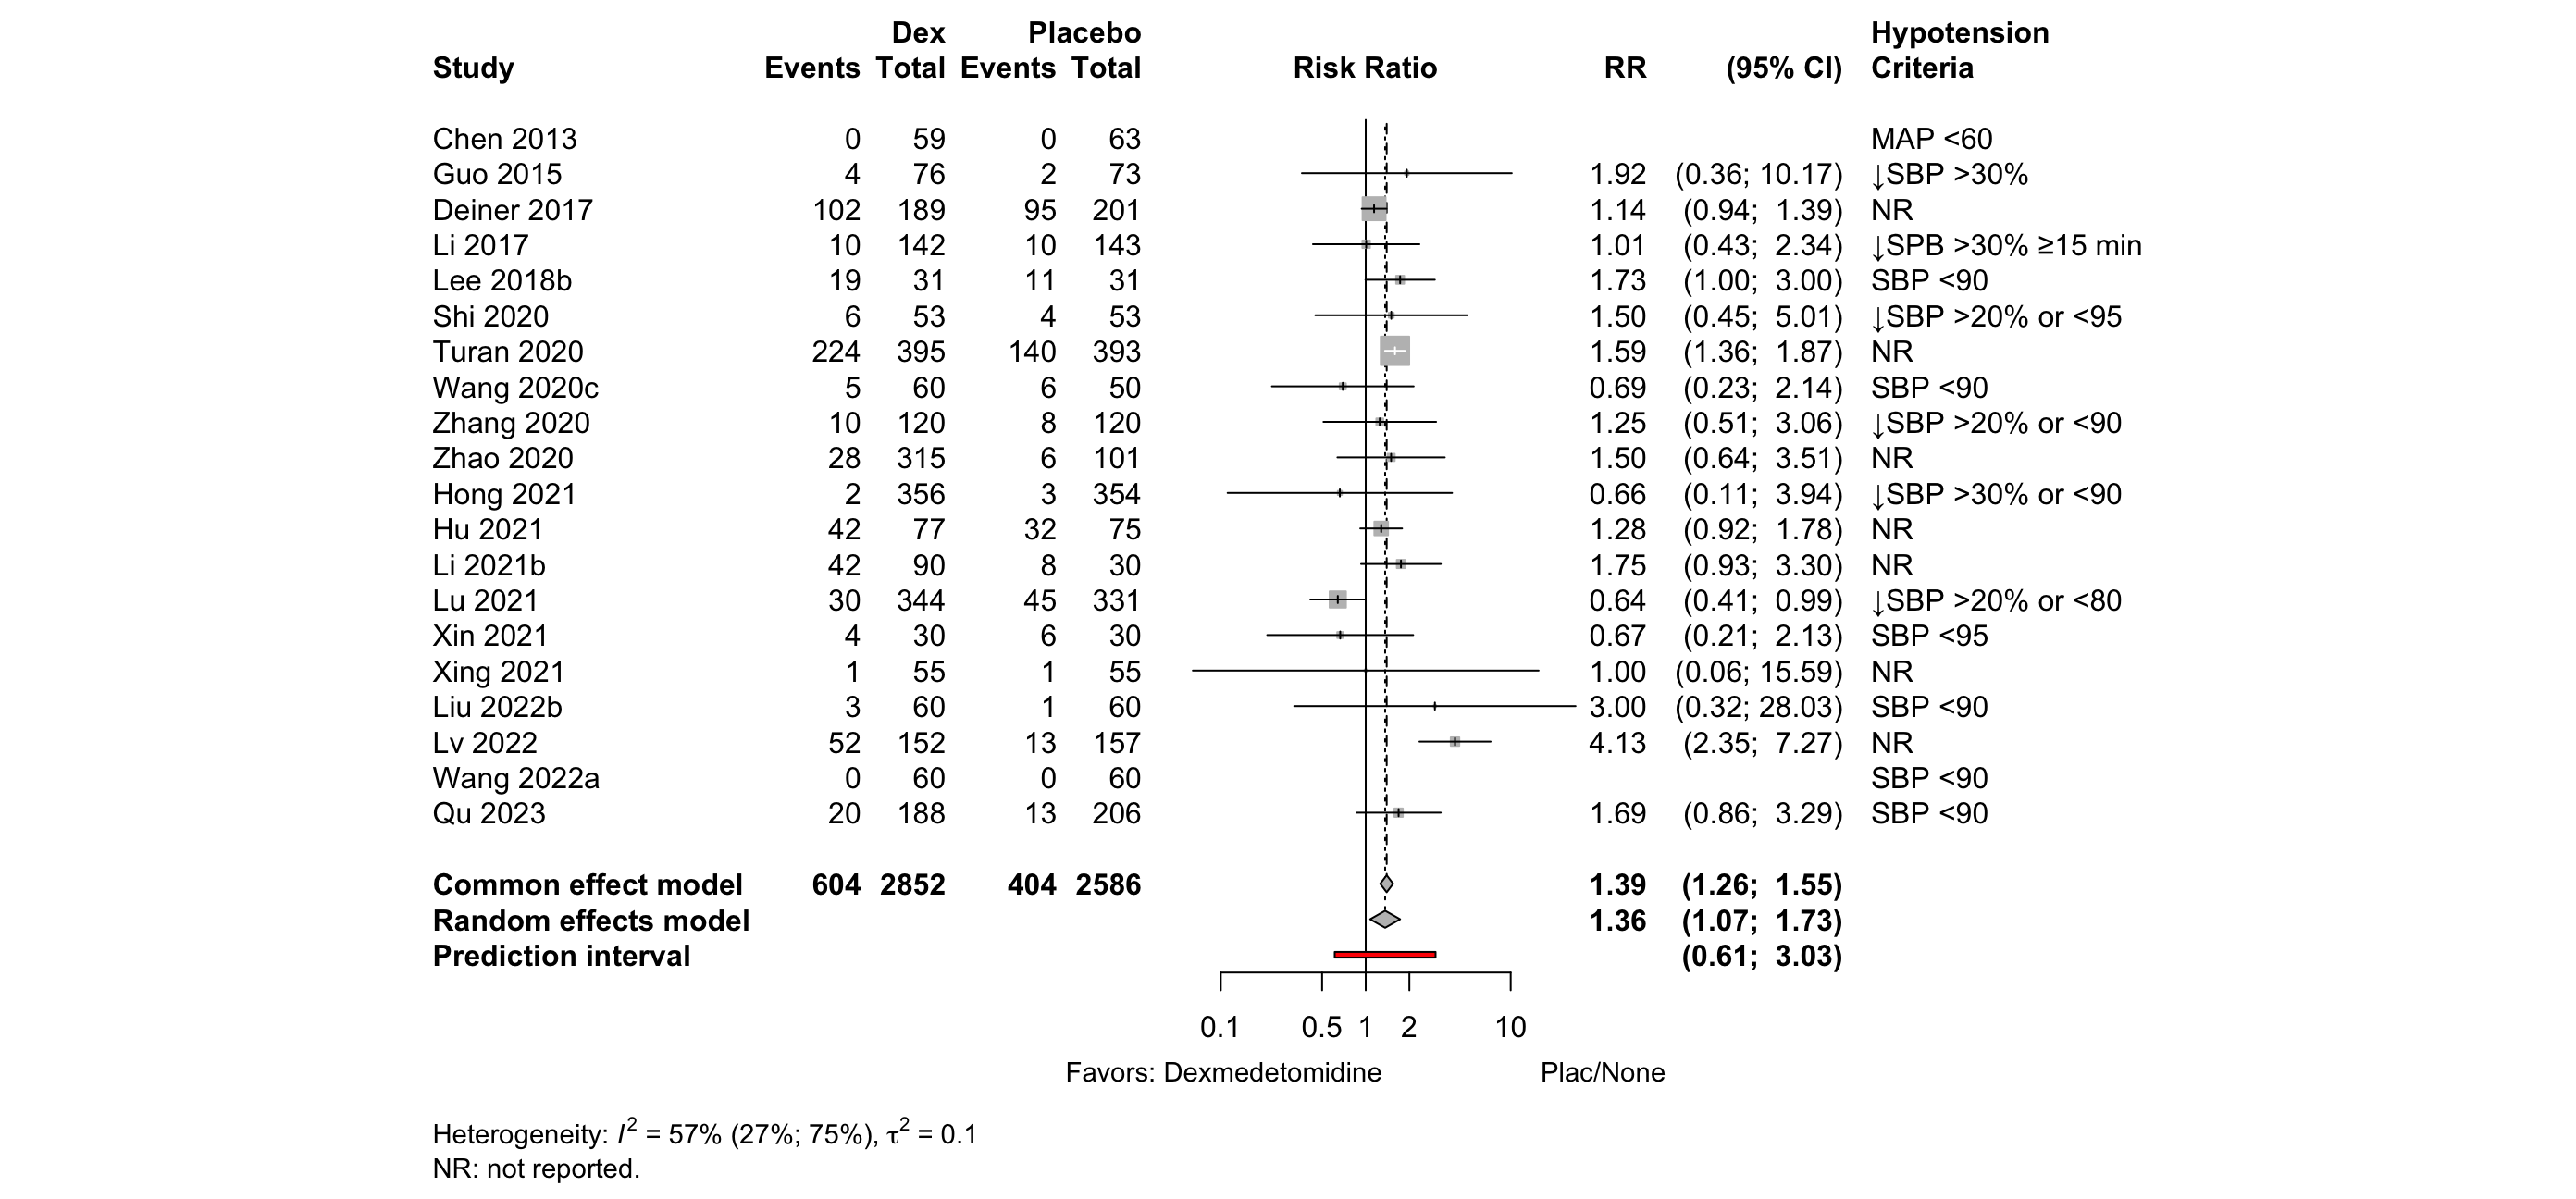 Dex Placebo Hypotension
Study Events Total Events Total Risk Ratio RR (95% CI) Criteria
Chen 2013 0 59 0 63 MAP <60
Guo 2015 4 76 2 73 1.92 (0.36; 10.17) ↓SBP >30%
Deiner 2017 102 189 95 201 1.14 (0.94; 1.39) NR
Li 2017 10 142 10 143 1.01 (0.43; 2.34) ↓SPB >30% ≥15 min
Lee 2018b 19 31 11 31 1.73 (1.00; 3.00) SBP <90
Shi 2020 6 53 4 53 1.50 (0.45; 5.01) ↓SBP >20% or <95
Turan 2020 224 395 140 393 1.59 (1.36; 1.87) NR
Wang 2020c 5 60 6 50 0.69 (0.23; 2.14) SBP <90
Zhang 2020 10 120 8 120 1.25 (0.51; 3.06) ↓SBP >20% or <90
Zhao 2020 28 315 6 101 1.50 (0.64; 3.51) NR
Hong 2021 2 356 3 354 0.66 (0.11; 3.94) ↓SBP >30% or <90
Hu 2021 42 77 32 75 1.28 (0.92; 1.78) NR
Li 2021b 42 90 8 30 1.75 (0.93; 3.30) NR
Lu 2021 30 344 45 331 0.64 (0.41; 0.99) ↓SBP >20% or <80
Xin 2021 4 30 6 30 0.67 (0.21; 2.13) SBP <95
Xing 2021 1 55 1 55 1.00 (0.06; 15.59) NR
Liu 2022b 3 60 1 60 3.00 (0.32; 28.03) SBP <90
Lv 2022 52 152 13 157 4.13 (2.35; 7.27) NR
Wang 2022a 0 60 0 60 SBP <90
Qu 2023 20 188 13 206 1.69 (0.86; 3.29) SBP <90
Common effect model 604 2852 404 2586 1.39 (1.26; 1.55)
Random effects model 1.36 (1.07; 1.73)
Prediction interval (0.61; 3.03)
0.1 0.5 1 2 10
Favors: Dexmedetomidine Plac/None
Heterogeneity: I² = 57% (27%; 75%), τ² = 0.1
NR: not reported.